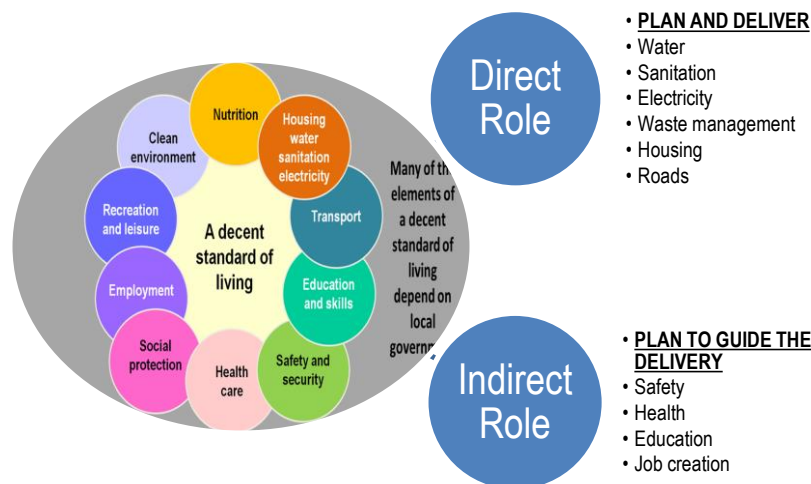 Nutrition
Housing
water
sanitation
electricity
Transport
Education
and skills
Safety and
security
Health
care
Social
protection
Employment
Recreation
and leisure
Clean
environment
A decent
standard of
living
Many of
elements of
a decent
standard of
living
depend on
local
Direct
Role
• PLAN AND DELIVER
• Water
• Sanitation
• Electricity
• Waste management
• Housing
• Roads
Indirect
Role
• PLAN TO GUIDE THE
DELIVERY
• Safety
• Health
• Education
• Job creation